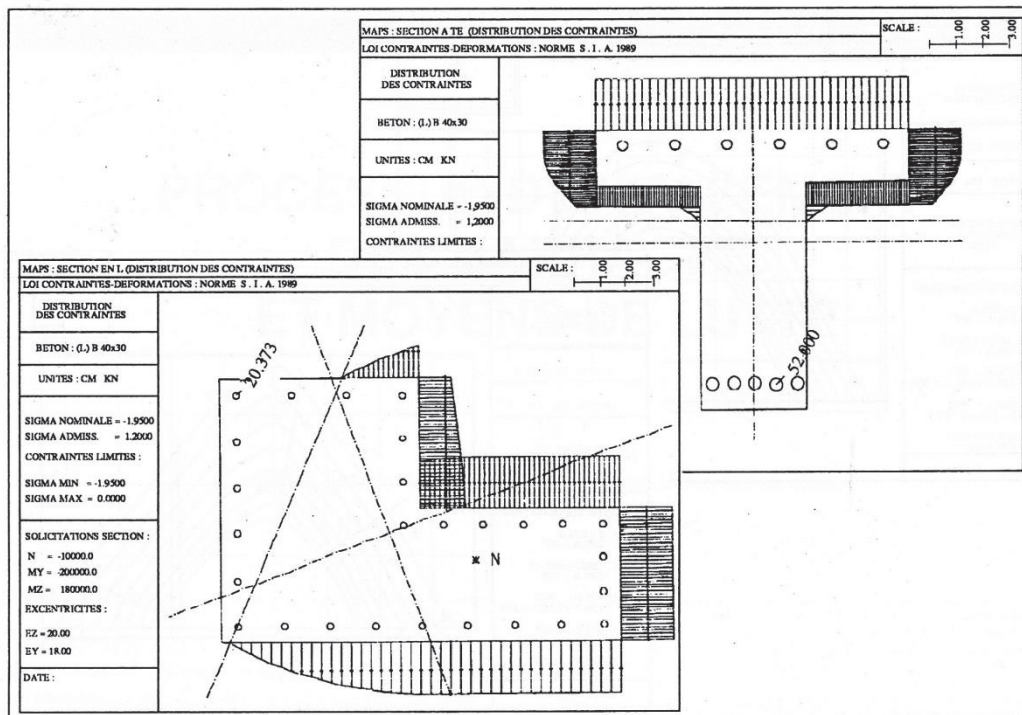 MAPS : SECTION A TE (DISTRIBUTION DES CONTRAINTES)
LOI CONTRAINTES-DEFORMATIONS : NORME S . I . A. 1989
SCALE :
1.00
2.00
3.00
DISTRIBUTION
DES CONTRAINTES
BETON : (L) B 40x30
UNITES : CM KN
SIGMA NOMINALE = -1,9500
SIGMA ADMISS. = 1,2000
CONTRAINTES LIMITES :
52.000
MAPS : SECTION EN L (DISTRIBUTION DES CONTRAINTES)
LOI CONTRAINTES-DEFORMATIONS : NORME S . I . A. 1989
SCALE :
1.00
2.00
3.00
DISTRIBUTION
DES CONTRAINTES
BETON : (L) B 40x30
UNITES : CM KN
SIGMA NOMINALE = -1.9500
SIGMA ADMISS. = 1.2000
CONTRAINTES LIMITES :
SIGMA MIN = -1.9500
SIGMA MAX = 0.0000
SOLICITATIONS SECTION :
N = -10000.0
MY = -200000.0
MZ = 180000.0
EXCENTRICITES :
EZ = 20.00
EY = 18.00
DATE :
20.373
N